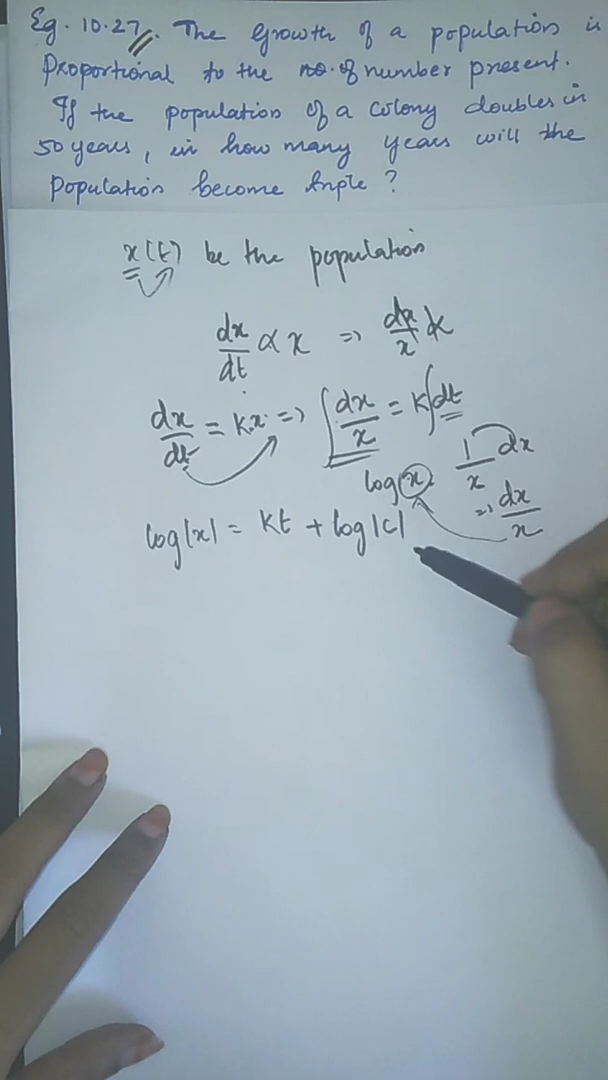 Eg. 10.27. The Growth of a population is
Proportional to the no. of number present.
If the population of a colony doubles in
50 years, in how many years will the
Population become triple ?
x(t) be the population
dx/dt ∝ x ⇒ dx/x k
dx/dt = kx ⇒ ∫ dx/x = k∫dt
log(x) 1/x dx
⇒ dx/x
log|x| = kt + log|c|